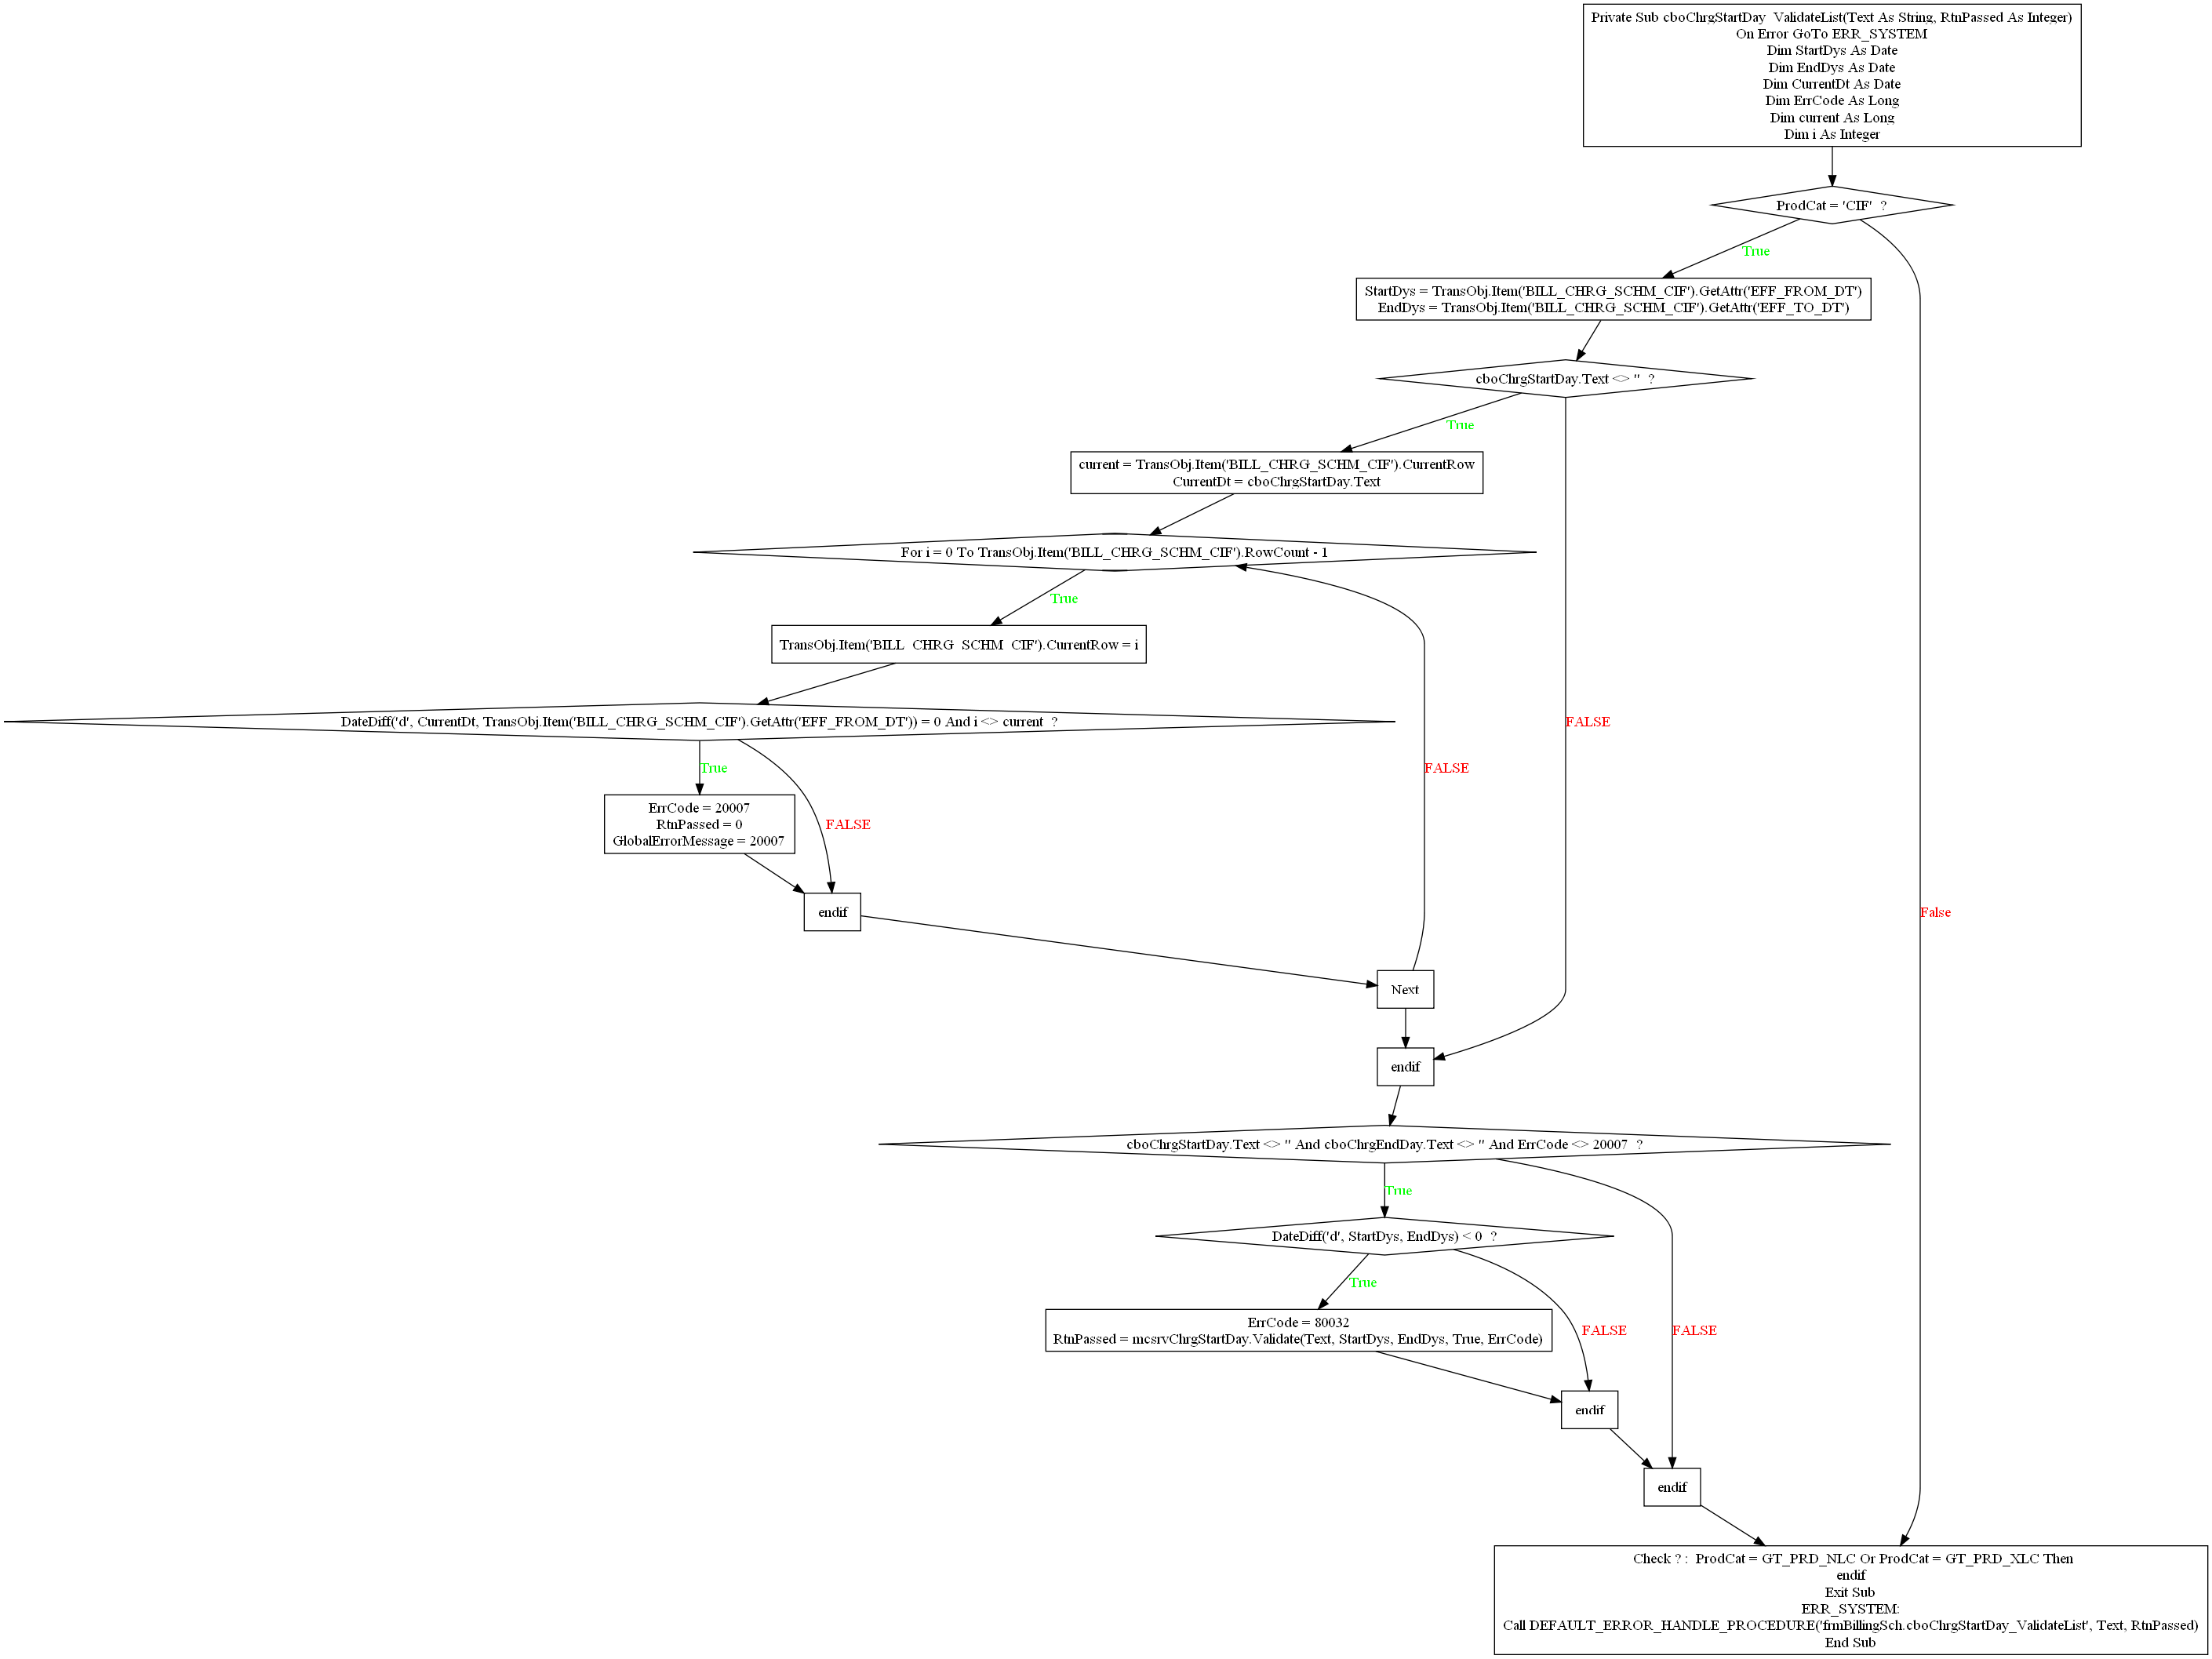 Private Sub cboChrgStartDay_ValidateList(Text As String, RtnPassed As Integer)
On Error GoTo ERR_SYSTEM
Dim StartDys As Date
Dim EndDys As Date
Dim CurrentDt As Date
Dim ErrCode As Long
Dim current As Long
Dim i As Integer
ProdCat = 'CIF' ?
True
StartDys = TransObj.Item('BILL_CHRG_SCHM_CIF').GetAttr('EFF_FROM_DT')
EndDys = TransObj.Item('BILL_CHRG_SCHM_CIF').GetAttr('EFF_TO_DT')
cboChrgStartDay.Text <> '' ?
True
current = TransObj.Item('BILL_CHRG_SCHM_CIF').CurrentRow
CurrentDt = cboChrgStartDay.Text
For i = 0 To TransObj.Item('BILL_CHRG_SCHM_CIF').RowCount - 1
True
TransObj.Item('BILL_CHRG_SCHM_CIF').CurrentRow = i
DateDiff('d', CurrentDt, TransObj.Item('BILL_CHRG_SCHM_CIF').GetAttr('EFF_FROM_DT')) = 0 And i <> current ?
FALSE
True
FALSE
ErrCode = 20007
RtnPassed = 0
GlobalErrorMessage = 20007
FALSE
endif
False
Next
endif
cboChrgStartDay.Text <> '' And cboChrgEndDay.Text <> '' And ErrCode <> 20007 ?
True
DateDiff('d', StartDys, EndDys) < 0 ?
True
ErrCode = 80032
RtnPassed = mcsrvChrgStartDay.Validate(Text, StartDys, EndDys, True, ErrCode)
FALSE
FALSE
endif
endif
Check ? : ProdCat = GT_PRD_NLC Or ProdCat = GT_PRD_XLC Then
endif
Exit Sub
ERR_SYSTEM:
Call DEFAULT_ERROR_HANDLE_PROCEDURE('frmBillingSch.cboChrgStartDay_ValidateList', Text, RtnPassed)
End Sub